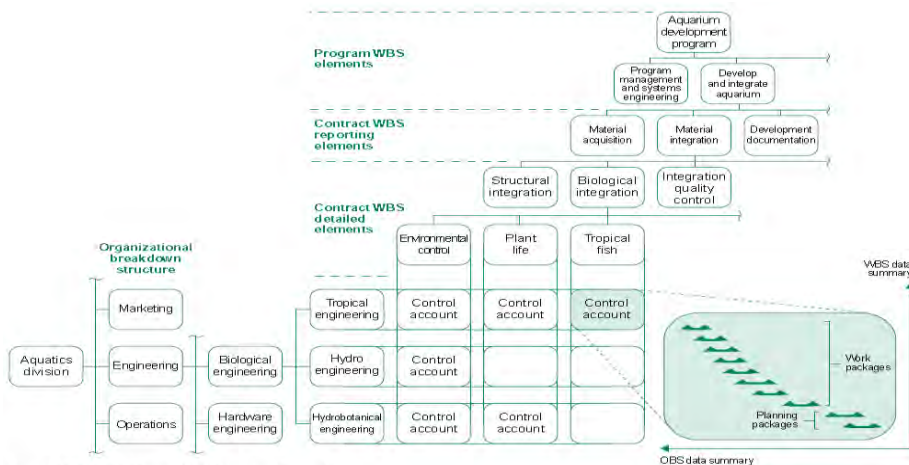 Aquarium
development
program
Program WBS
elements
Program
management
and systems
engineering
Develop
and integrate
aquarium
Contract WBS
reporting
elements
Material
acquisition
Material
integration
Development
documentation
Structural
integration
Biological
integration
Integration
quality
control
Contract WBS
detailed
elements
Environmental
control
Plant
life
Tropical
fish
Organizational
breakdown
structure
WBS data
summary
Marketing
Tropical
engineering
Control
account
Control
account
Control
account
Aquatics
division
Engineering
Biological
engineering
Hydro
engineering
Control
account
Work
packages
Operations
Hardware
engineering
Hydrobotanical
engineering
Control
account
Control
account
Planning
packages
OBS data summary